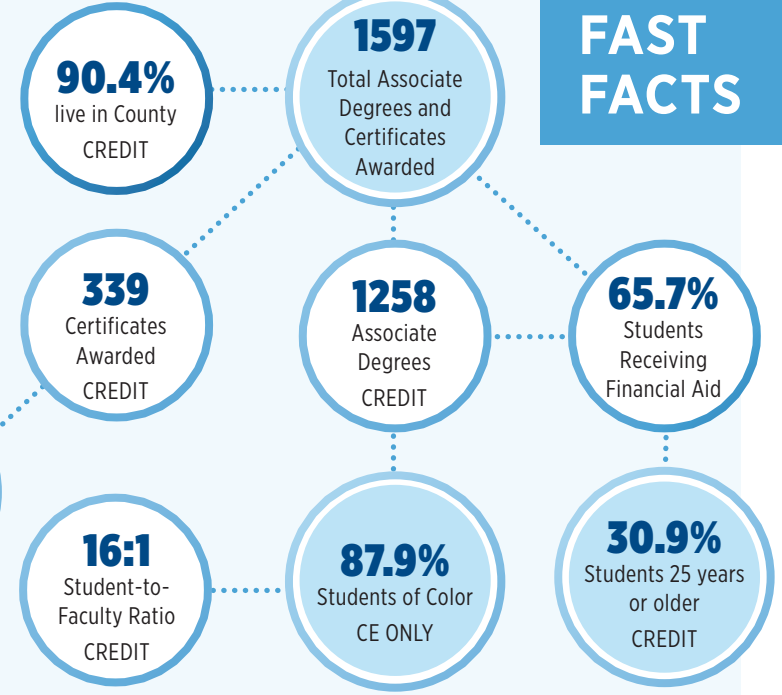 FAST
FACTS
90.4%
live in County
CREDIT
1597
Total Associate
Degrees and
Certificates
Awarded
339
Certificates
Awarded
CREDIT
1258
Associate
Degrees
CREDIT
65.7%
Students
Receiving
Financial Aid
16:1
Student-to-
Faculty Ratio
CREDIT
87.9%
Students of Color
CE ONLY
30.9%
Students 25 years
or older
CREDIT